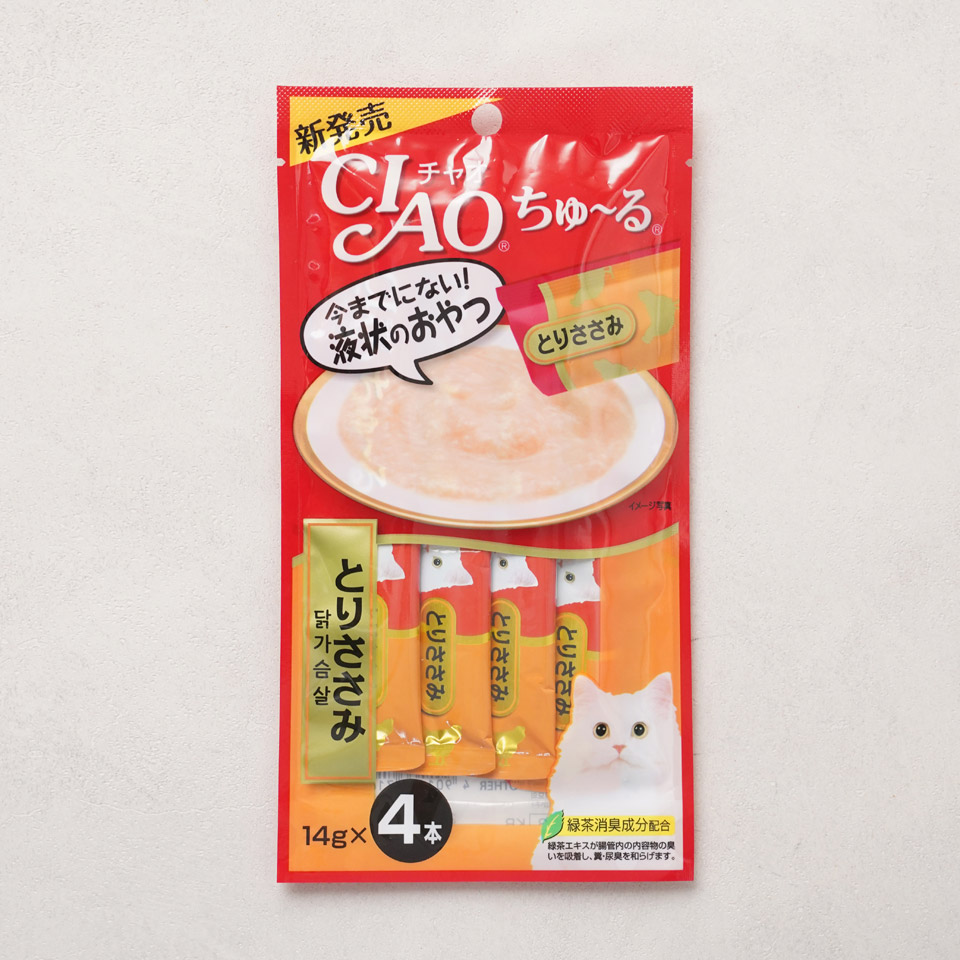 新発売
CIAO
チャオ
ちゅ〜る
®
®
今までにない!
液状のおやつ
とりささみ
イメージ写真
とりささみ
닭가슴살
とりささみ
とりささみ
とりささみ
14g×4本
緑茶消臭成分配合
緑茶エキスが腸管内の内容物の臭
いを吸着し、糞・尿臭を和らげます。